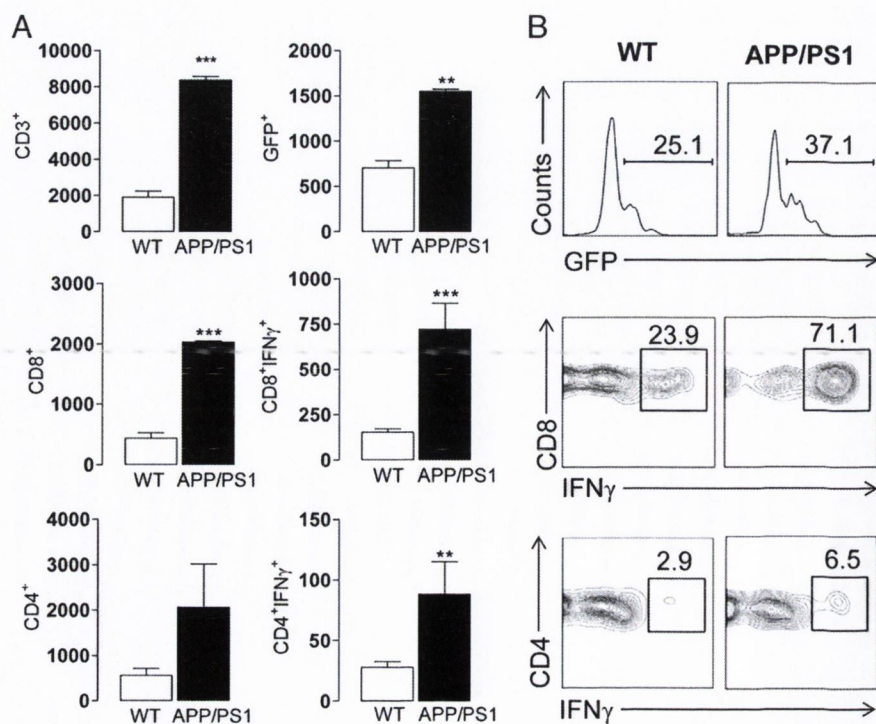 A
CD3+
10000
8000
6000
4000
2000
0
***
WT
APP/PS1
GFP+
2000
1500
1000
500
0
**
WT
APP/PS1
CD8+
3000
2000
1000
0
***
WT
APP/PS1
CD8+IFNγ+
1000
750
500
250
0
***
WT
APP/PS1
CD4+
4000
3000
2000
1000
0
WT
APP/PS1
CD4+IFNγ+
150
100
50
0
**
WT
APP/PS1
B
WT
APP/PS1
Counts
25.1
37.1
GFP
CD8
23.9
71.1
IFNγ
CD4
2.9
6.5
IFNγ